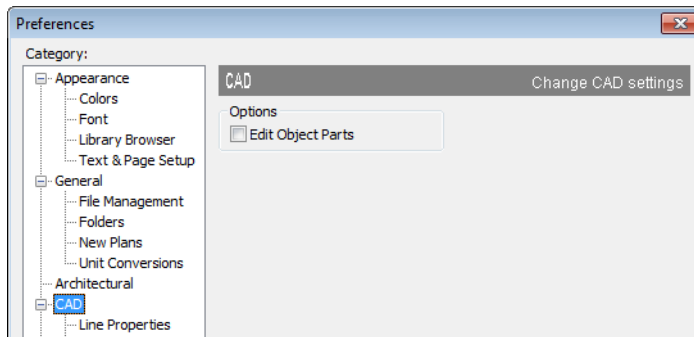 Preferences
Category:
Appearance
Colors
Font
Library Browser
Text & Page Setup
General
File Management
Folders
New Plans
Unit Conversions
Architectural
CAD
Line Properties
CAD Change CAD settings
Options
Edit Object Parts